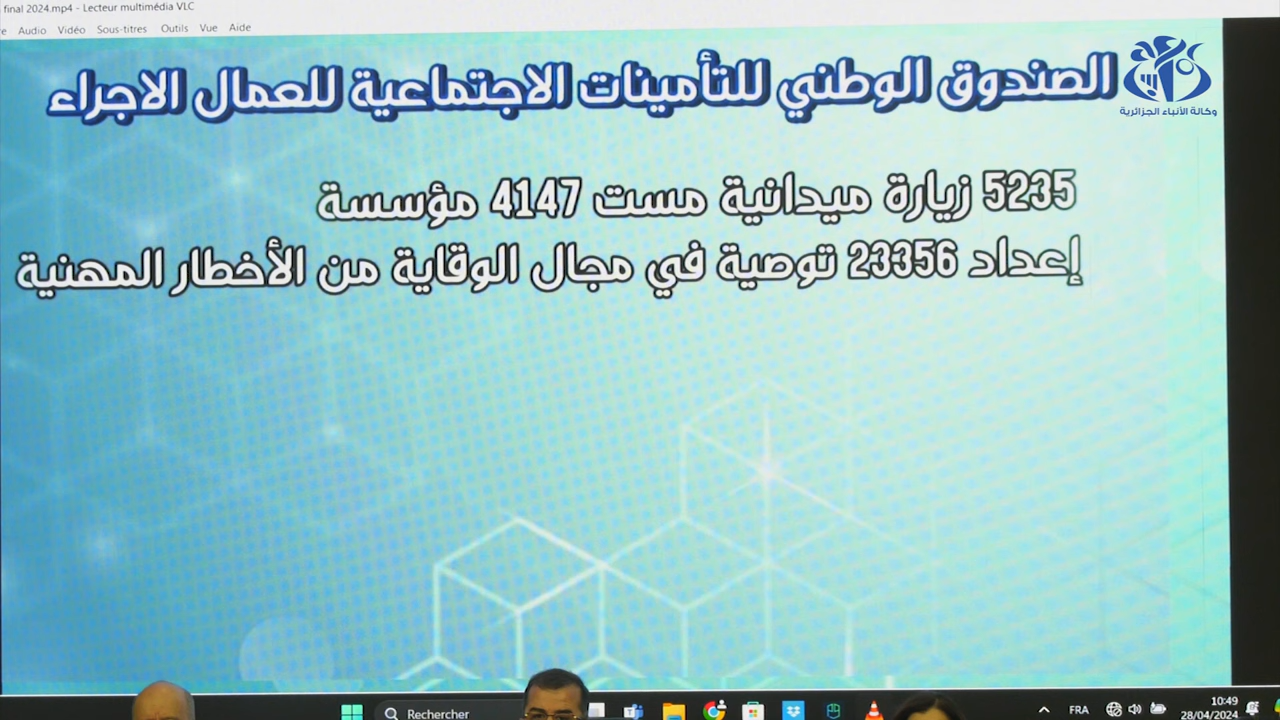 final 2024.mp4 - Lecteur multimédia VLC
Audio Vidéo Sous-titres Outils Vue Aide
الصندوق الوطني للتأمينات الاجتماعية للعمال الاجراء
وكالة الأنباء الجزائرية
5235 زيارة ميدانية مست 4147 مؤسسة
إعداد 23356 توصية في مجال الوقاية من الأخطار المهنية
Rechercher
FRA
10:49
28/04/2024